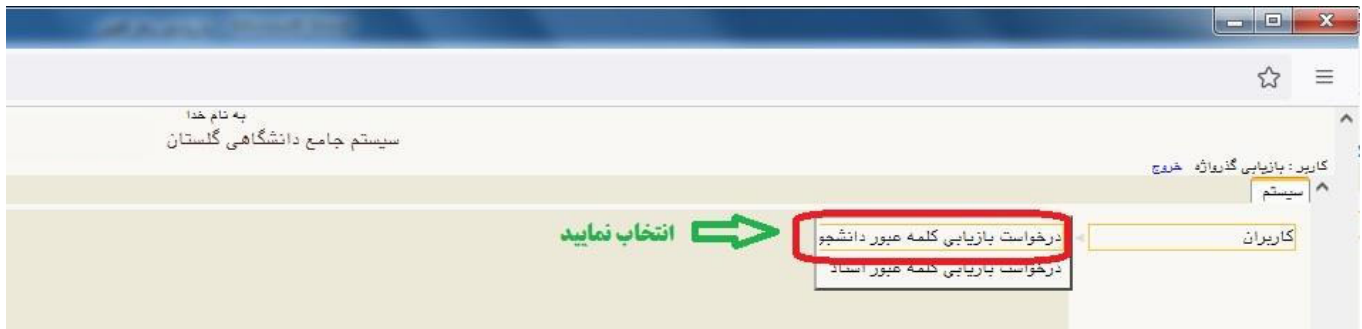 به نام خدا
سیستم جامع دانشگاهی گلستان
کاربر : بازیابی گذرواژه خروج
سیستم
کاربران
درخواست بازیابی کلمه عبور دانشجو
انتخاب نمایید
درخواست بازیابی کلمه عبور استاد